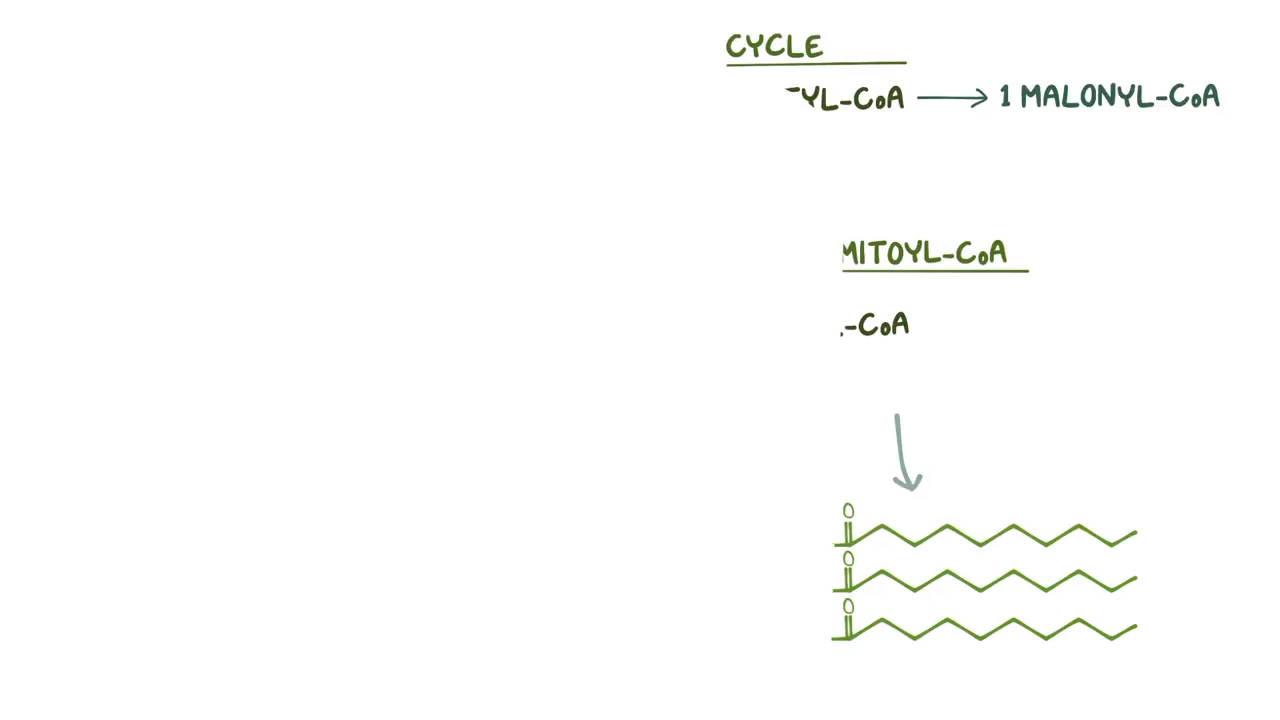 CYCLE
YL-CoA → 1 MALONYL-CoA
MITOYL-CoA
-CoA
O
O
O